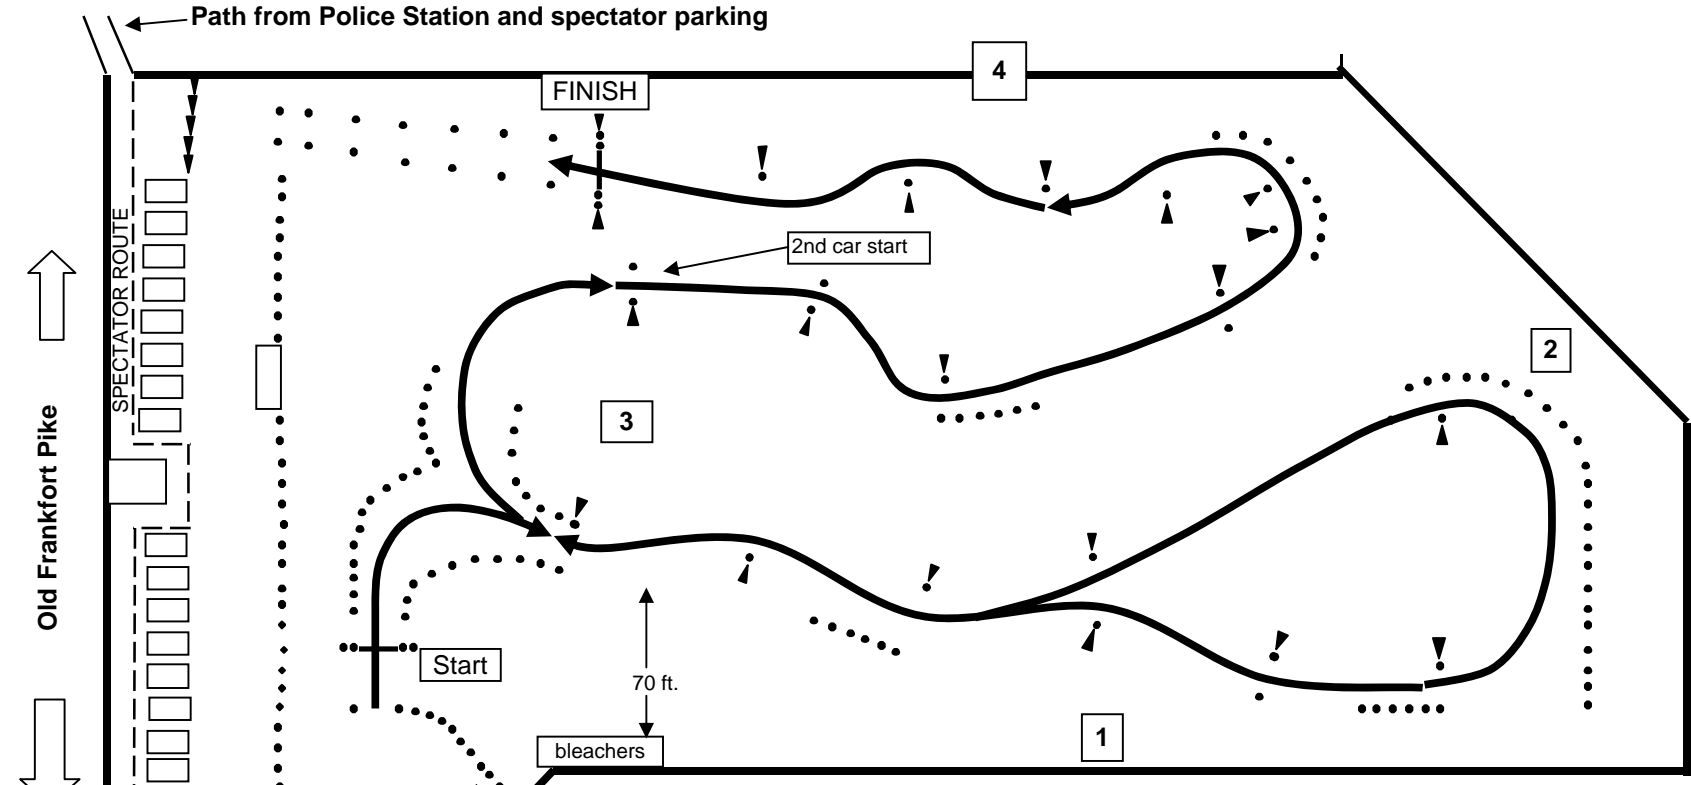 Path from Police Station and spectator parking
4
FINISH
SPECTATOR ROUTE
2nd car start
2
3
Old Frankfort Pike
Start
70 ft.
1
bleachers